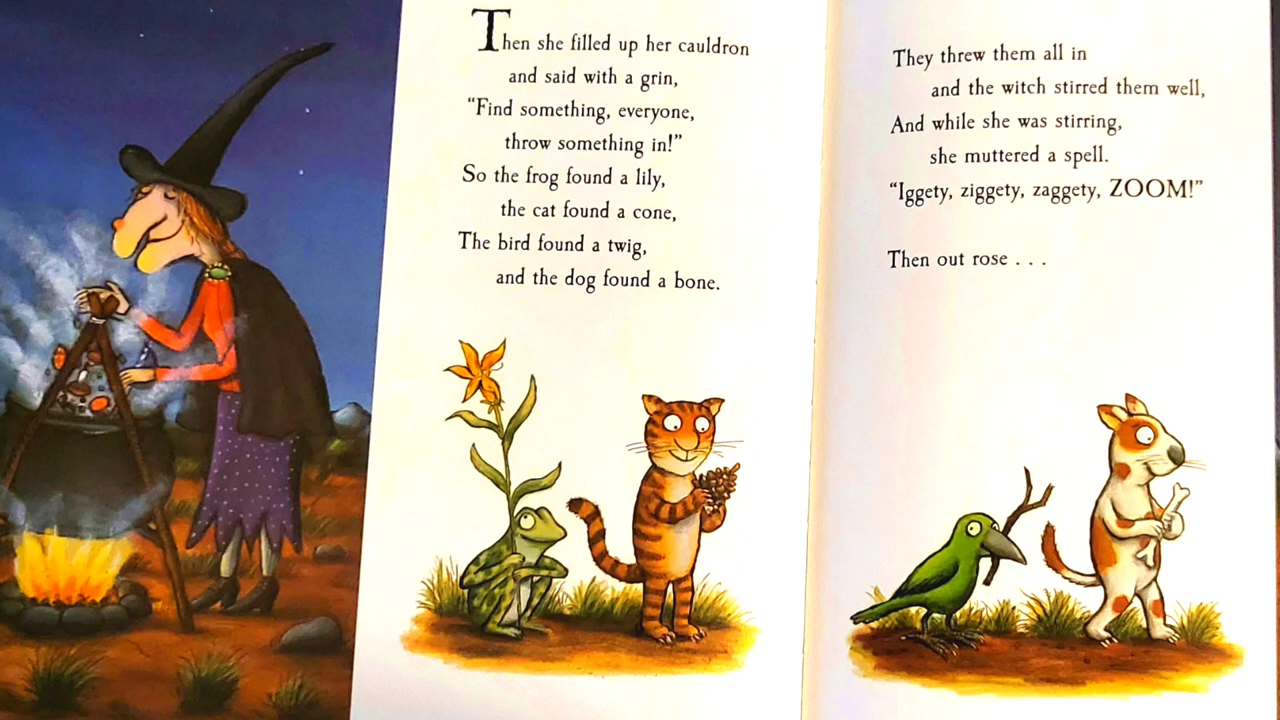 Then she filled up her cauldron
and said with a grin,
“Find something, everyone,
throw something in!”
So the frog found a lily,
the cat found a cone,
The bird found a twig,
and the dog found a bone.
They threw them all in
and the witch stirred them well,
And while she was stirring,
she muttered a spell.
“Iggety, ziggety, zaggety, ZOOM!”
Then out rose . . .